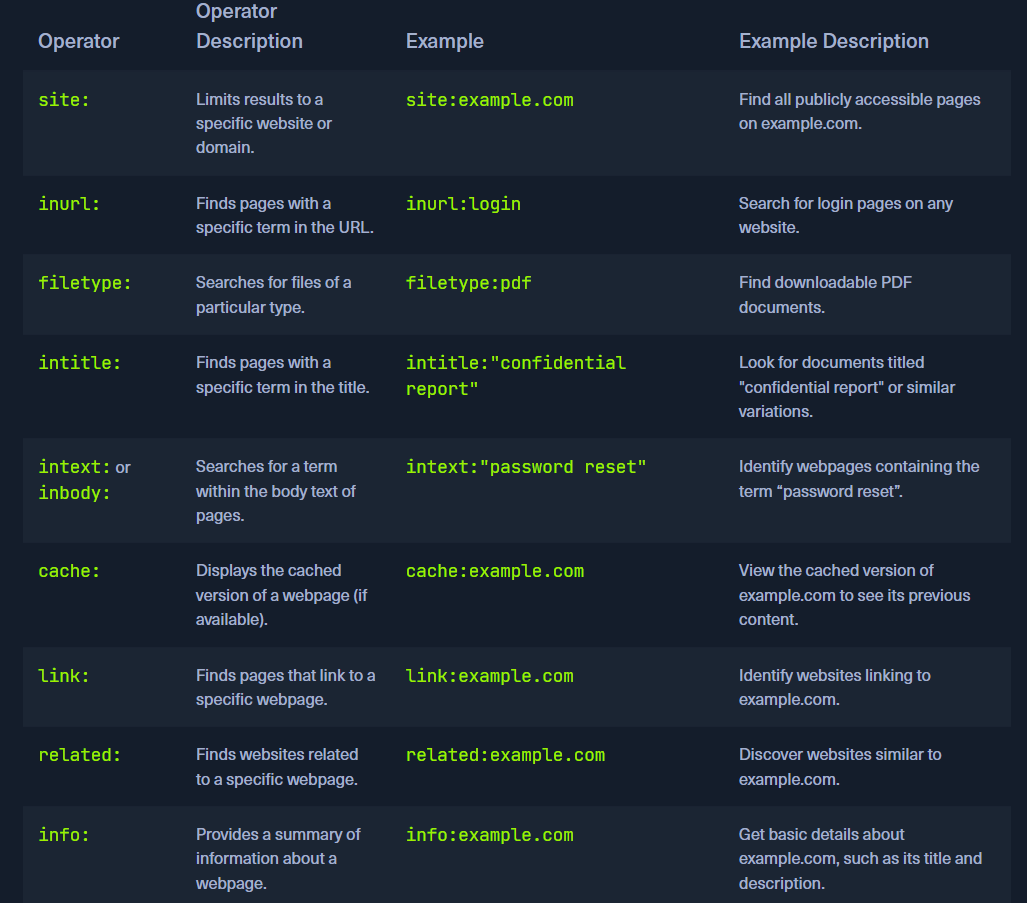 Operator
Operator Description
Example
Example Description
site:
Limits results to a
specific website or
domain.
site:example.com
Find all publicly accessible pages
on example.com.
inurl:
Finds pages with a
specific term in the URL.
inurl:login
Search for login pages on any
website.
filetype:
Searches for files of a
particular type.
filetype:pdf
Find downloadable PDF
documents.
intitle:
Finds pages with a
specific term in the title.
intitle:"confidential
report"
Look for documents titled
"confidential report" or similar
variations.
intext: or
inbody:
Searches for a term
within the body text of
pages.
intext:"password reset"
Identify webpages containing the
term “password reset”.
cache:
Displays the cached
version of a webpage (if
available).
cache:example.com
View the cached version of
example.com to see its previous
content.
link:
Finds pages that link to a
specific webpage.
link:example.com
Identify websites linking to
example.com.
related:
Finds websites related
to a specific webpage.
related:example.com
Discover websites similar to
example.com.
info:
Provides a summary of
information about a
webpage.
info:example.com
Get basic details about
example.com, such as its title and
description.